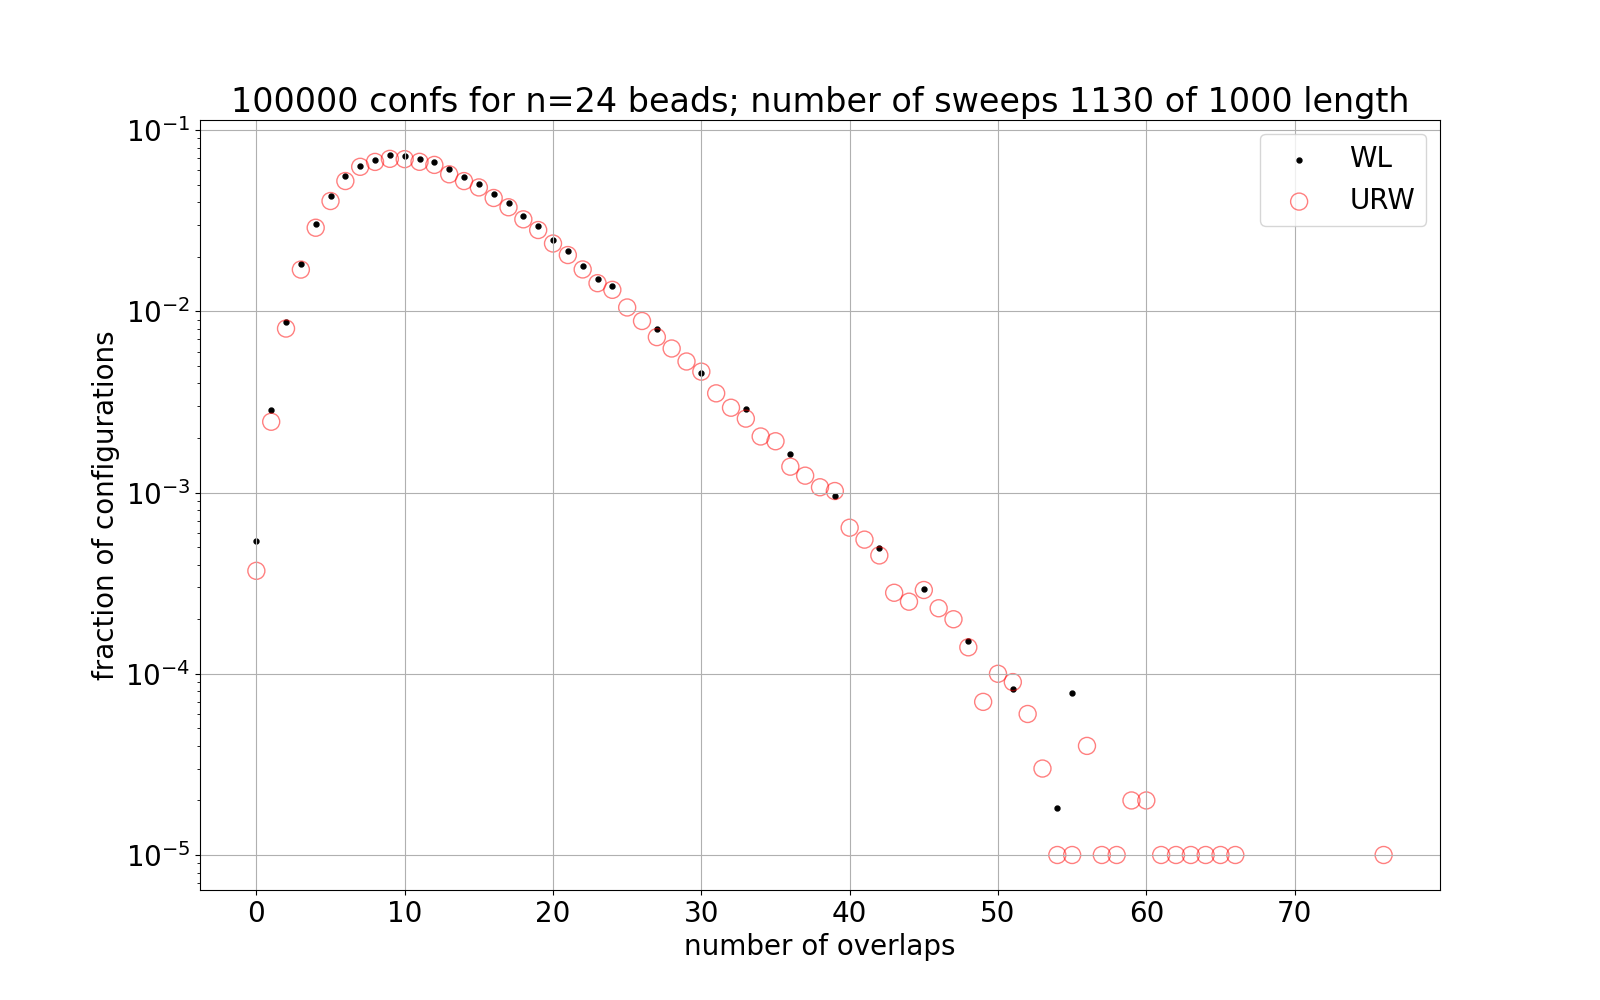 100000 confs for n=24 beads; number of sweeps 1130 of 1000 length
WL
URW
fraction of configurations
10⁻¹
10⁻²
10⁻³
10⁻⁴
10⁻⁵
0 10 20 30 40 50 60 70
number of overlaps